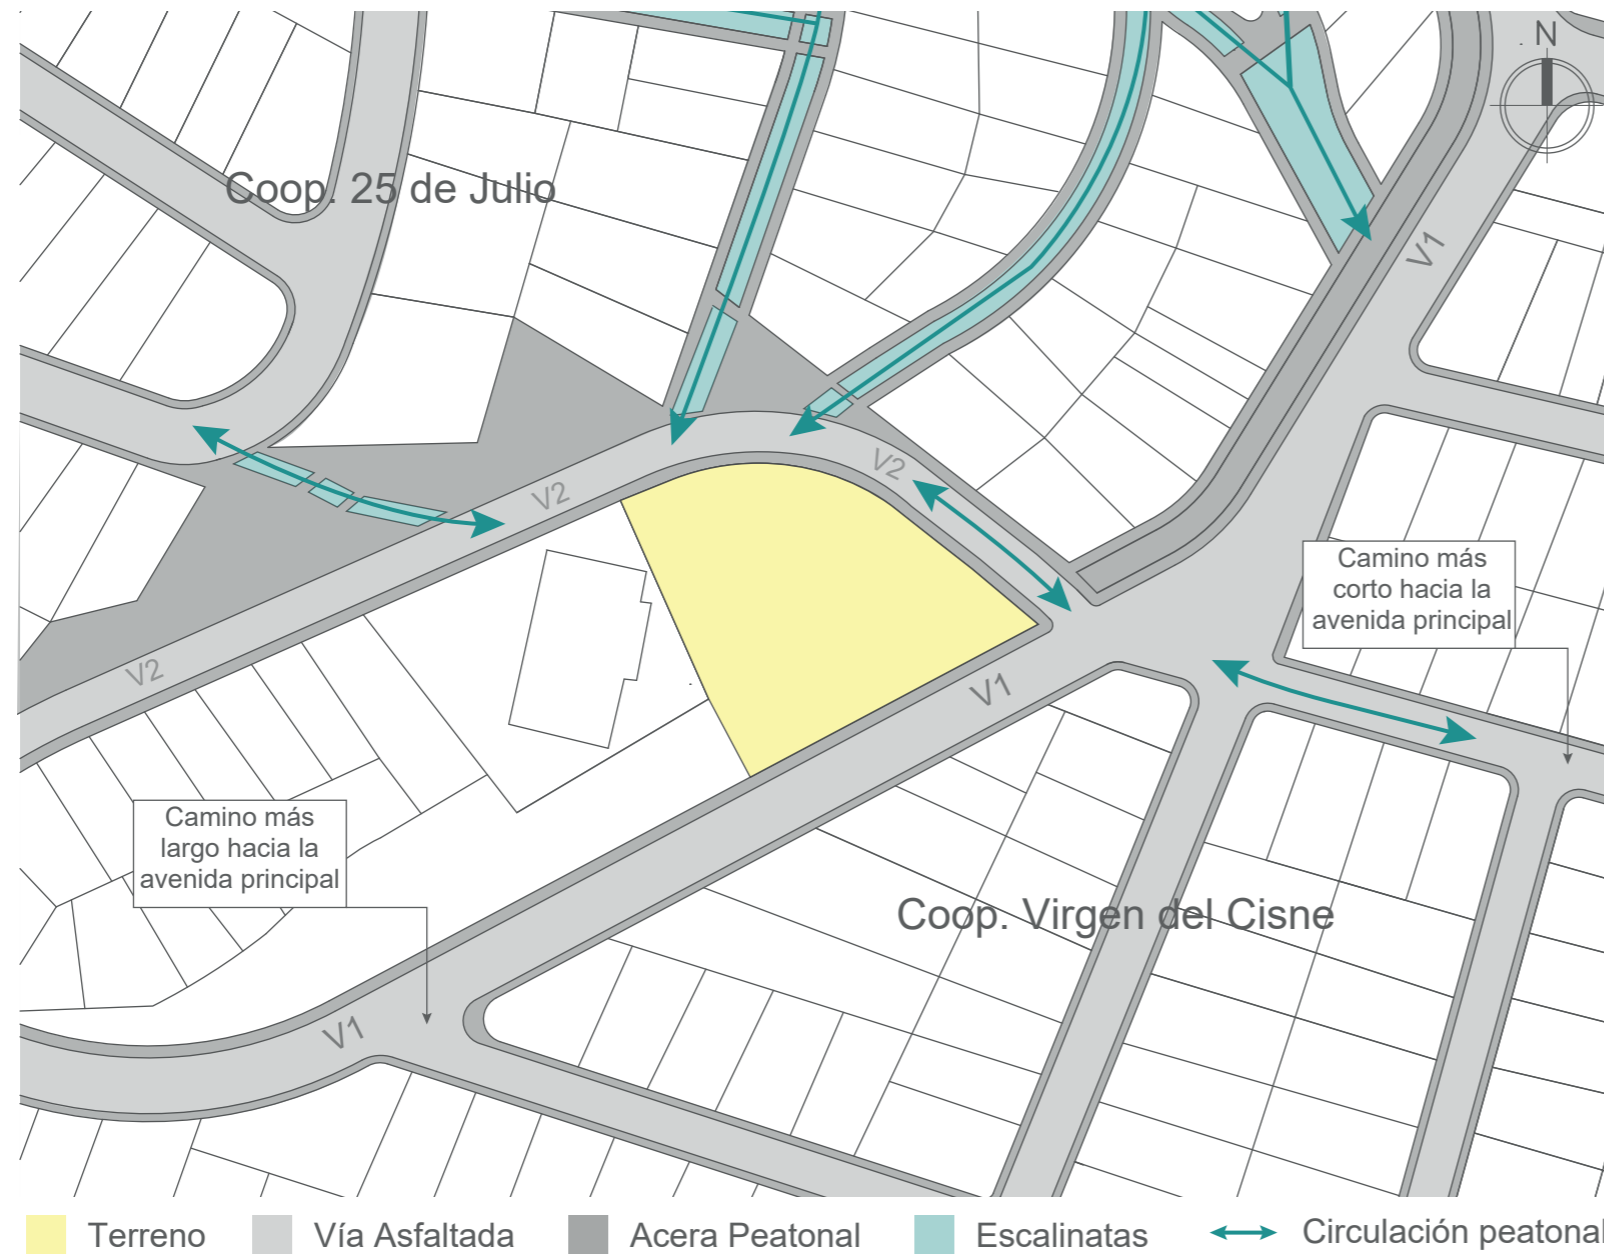 N
Coop. 25 de Julio
V1
V2
V2
Camino más
corto hacia la
avenida principal
V2
V1
Camino más
largo hacia la
avenida principal
Coop. Virgen del Cisne
V1
Terreno
Vía Asfaltada
Acera Peatonal
Escalinatas
Circulación peatonal